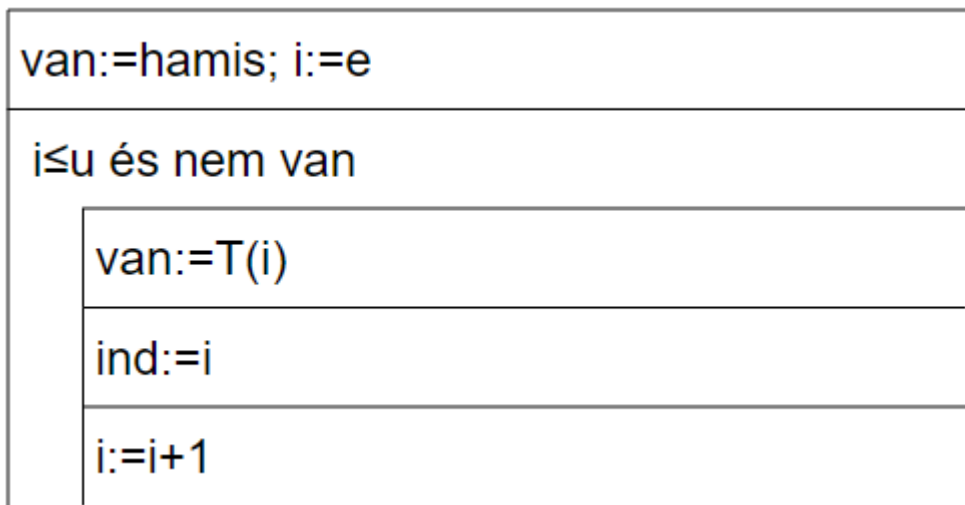 van:=hamis; i:=e
i≤u és nem van
van:=T(i)
ind:=i
i:=i+1